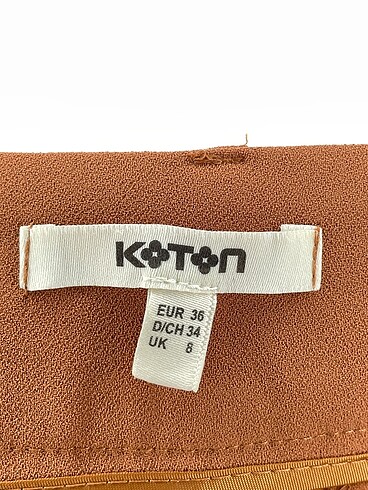 KOTON
EUR 36
D/CH 34
UK 8